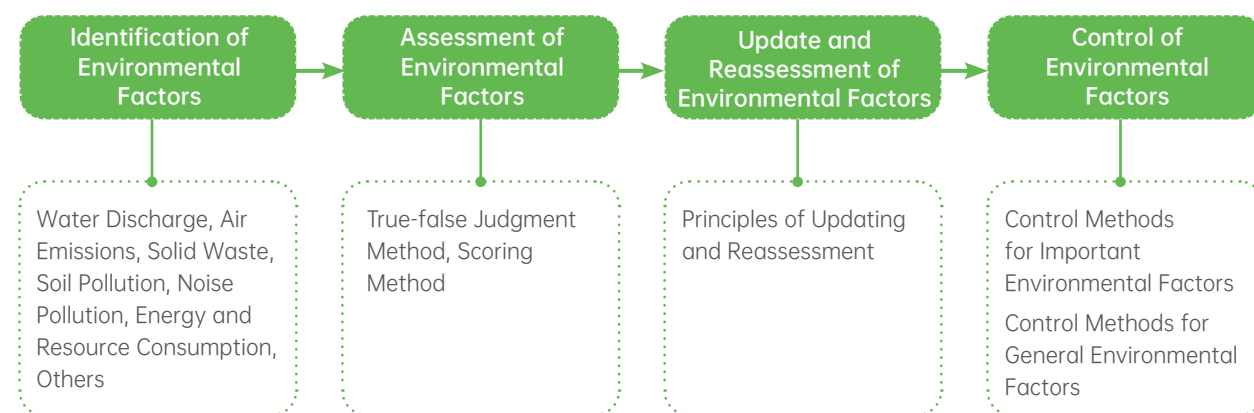 Identification of
Environmental
Factors
Assessment of
Environmental
Factors
Update and
Reassessment of
Environmental Factors
Control of
Environmental
Factors
Water Discharge, Air
Emissions, Solid Waste,
Soil Pollution, Noise
Pollution, Energy and
Resource Consumption,
Others
True-false Judgment
Method, Scoring
Method
Principles of Updating
and Reassessment
Control Methods
for Important
Environmental Factors
Control Methods for
General Environmental
Factors